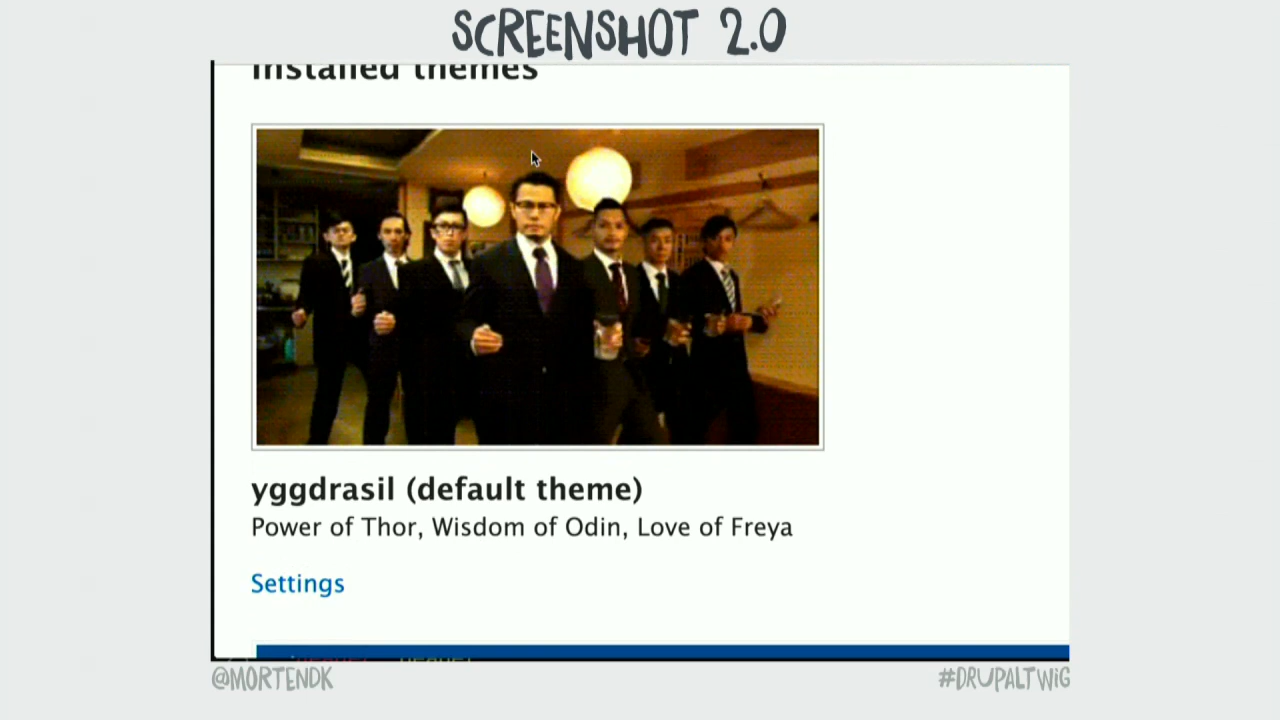 SCREENSHOT 2.0
Installed themes
yggdrasil (default theme)
Power of Thor, Wisdom of Odin, Love of Freya
Settings
@MORTENDK
#DRUPALTWIG